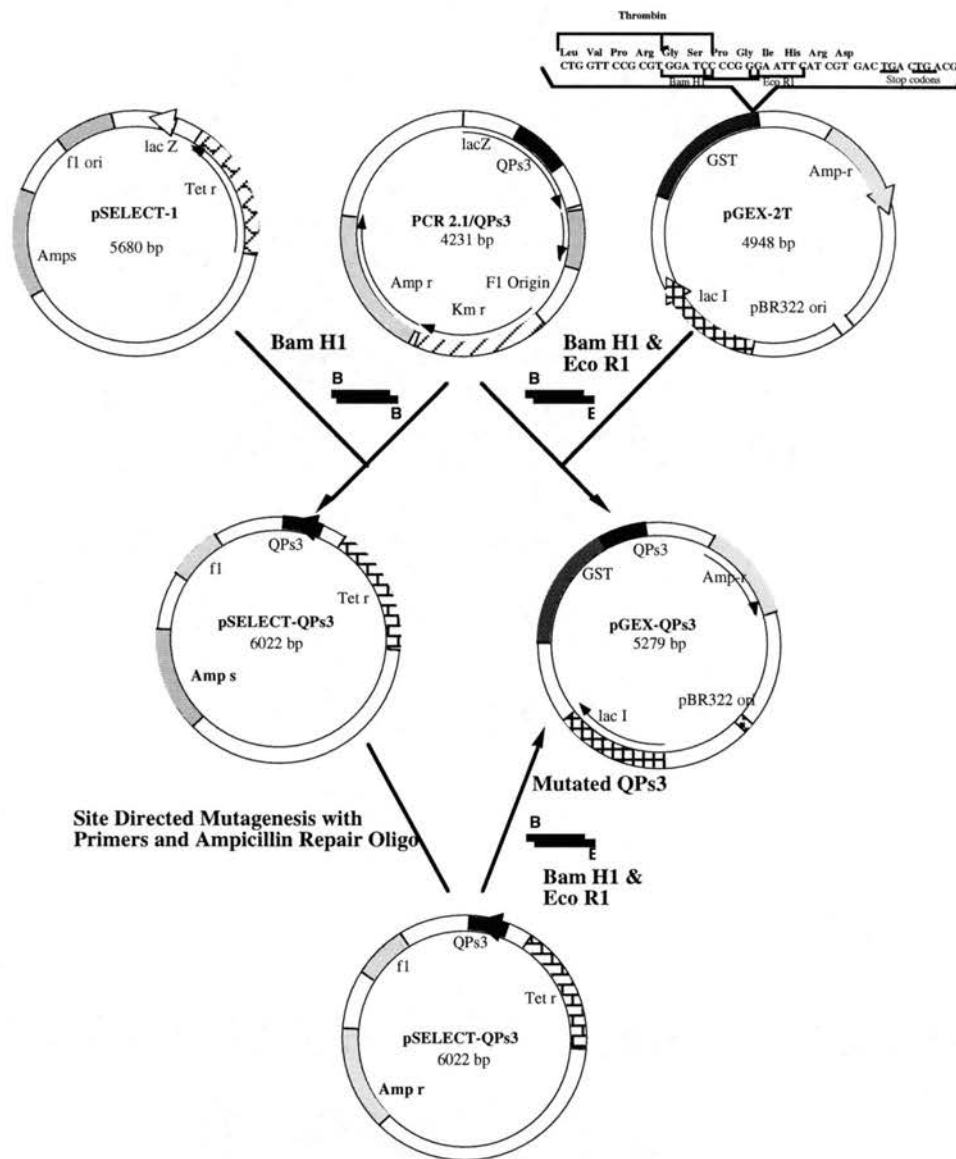 Thrombin
Leu Val Pro Arg Gly Ser Pro Gly Ile His Arg Asp
CTG GTT CCG CGT GGA TCC CCG GGA ATT CAT CGT GAC TGA CTG ACG
Bam H1 Eco R1 Stop codons
lac Z
f1 ori
Tet r
pSELECT-1
5680 bp
Amps
lacZ
QPs3
PCR 2.1/QPs3
4231 bp
F1 Origin
Amp r
Km r
GST
Amp-r
pGEX-2T
4948 bp
lac I
pBR322 ori
Bam H1
B
B
Bam H1 &
Eco R1
B
E
QPs3
f1
Tet r
pSELECT-QPs3
6022 bp
Amp s
QPs3
GST
Amp-r
pGEX-QPs3
5279 bp
pBR322 ori
lac I
Mutated QPs3
Site Directed Mutagenesis with
Primers and Ampicillin Repair Oligo
B
E
Bam H1 &
Eco R1
QPs3
f1
Tet r
pSELECT-QPs3
6022 bp
Amp r